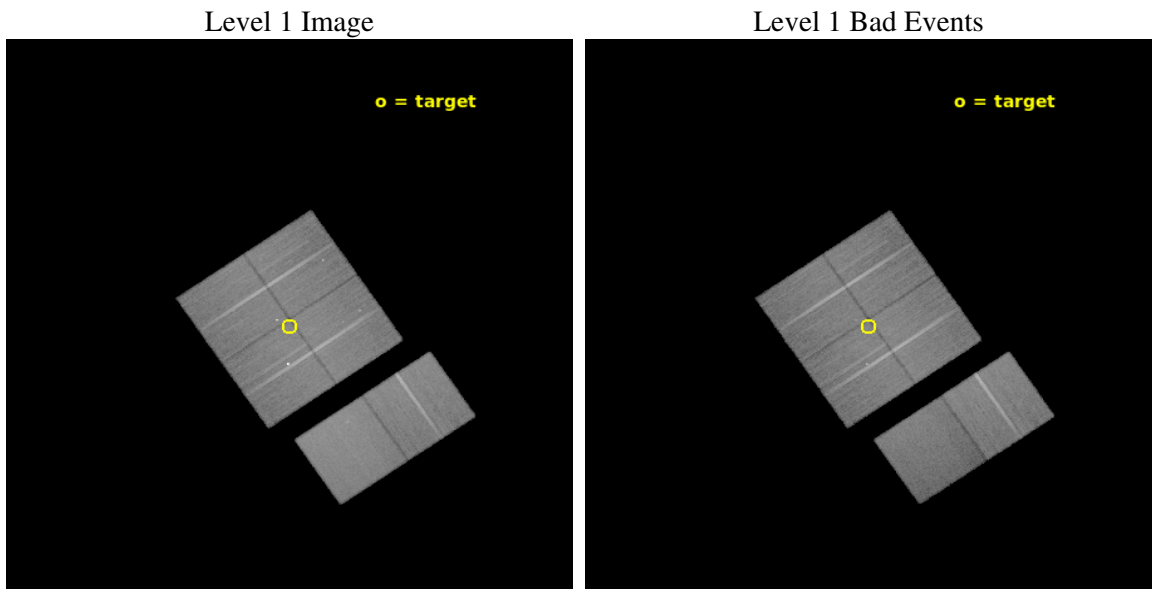 Level 1 Image
Level 1 Bad Events
o = target
o = target